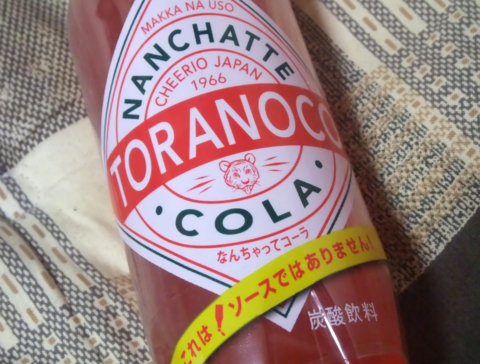 MAKKA NA USO
NANCHATTE
CHEERIO JAPAN
1966
TORANOCO
COLA
なんちゃってコーラ
これは!ソースではありません!
炭酸飲料